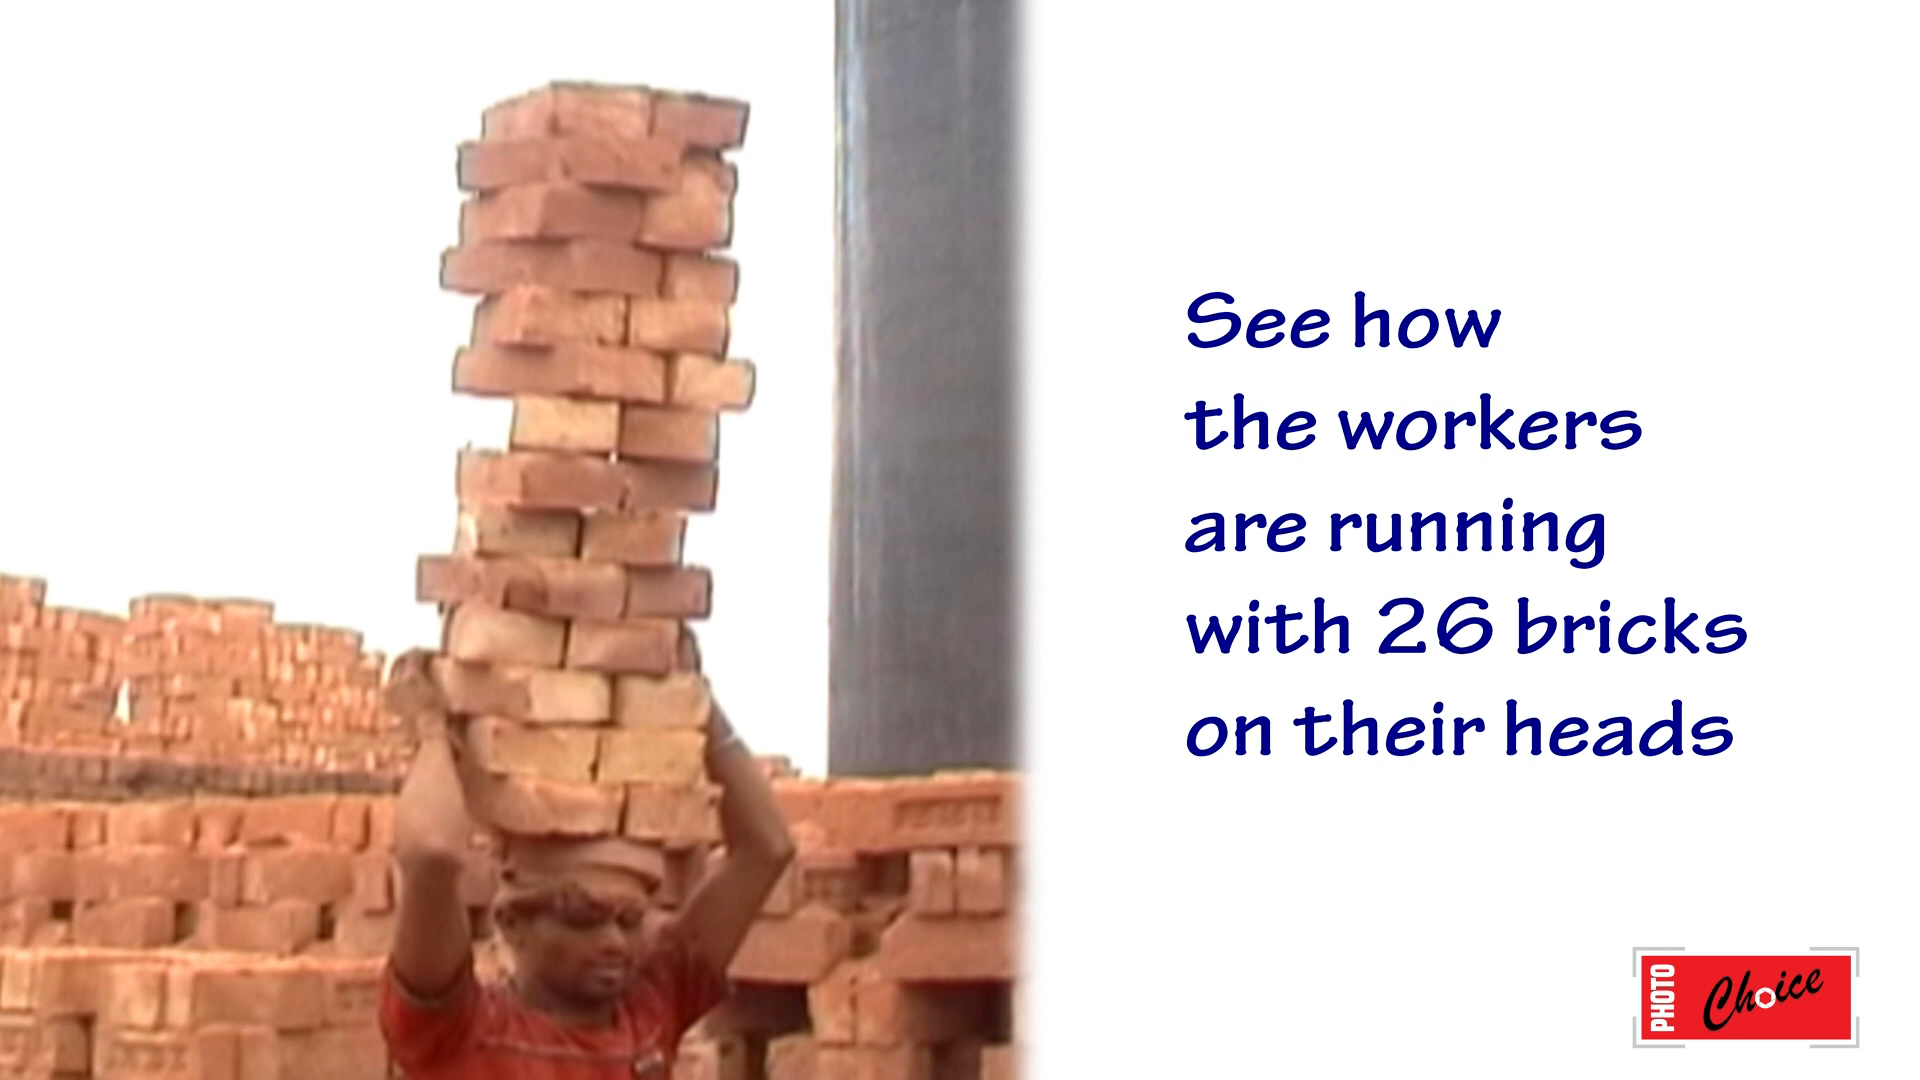 See how
the workers
are running
with 26 bricks
on their heads
PHOTO
Choice